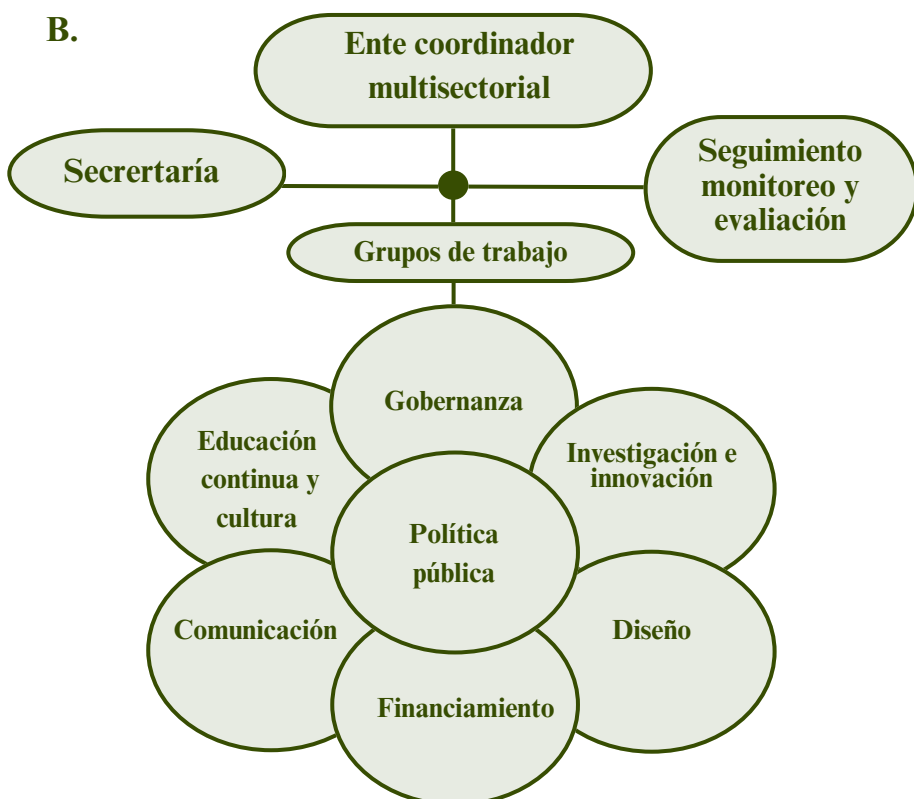 B.
Ente coordinador
multisectorial
Secrertaría
Seguimiento
monitoreo y
evaliación
Grupos de trabajo
Gobernanza
Educación
continua y
cultura
Investigación e
innovación
Política
pública
Comunicación
Diseño
Financiamiento